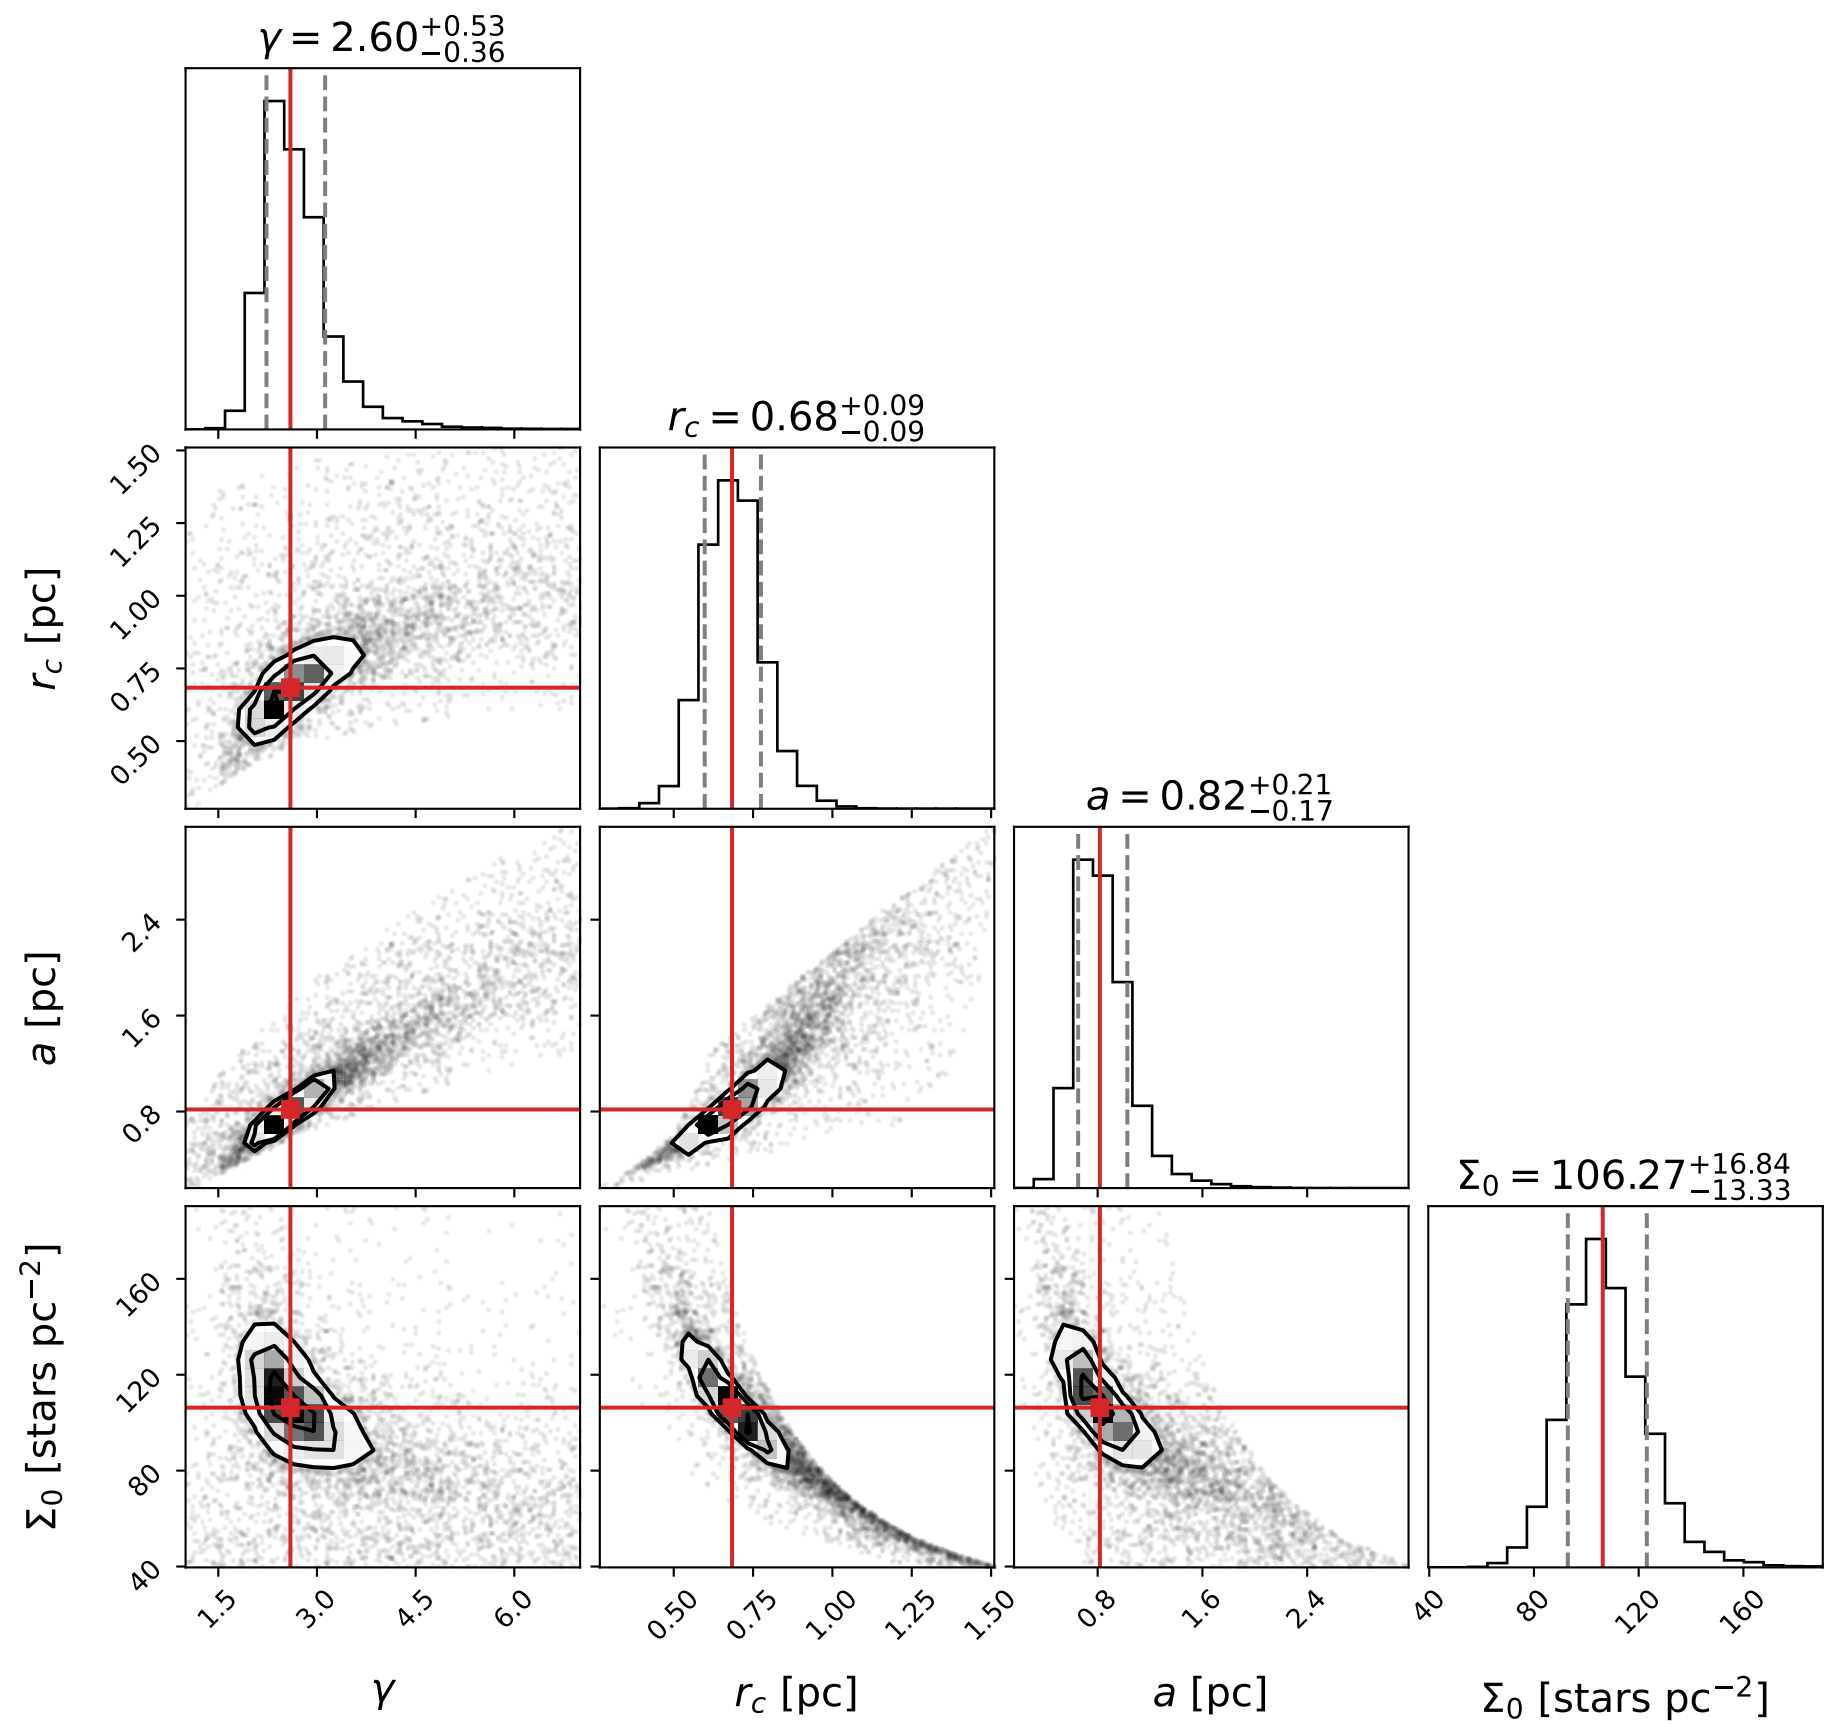 γ = 2.60+0.53−0.36
r_c = 0.68+0.09−0.09
1.50
1.25
1.00
0.75
0.50
r_c [pc]
a = 0.82+0.21−0.17
2.4
1.6
0.8
a [pc]
Σ₀ = 106.27+16.84−13.33
160
120
80
40
Σ₀ [stars pc⁻²]
1.5 3.0 4.5 6.0 0.50 0.75 1.00 1.25 1.50 0.8 1.6 2.4 40 80 120 160
γ r_c [pc] a [pc] Σ₀ [stars pc⁻²]